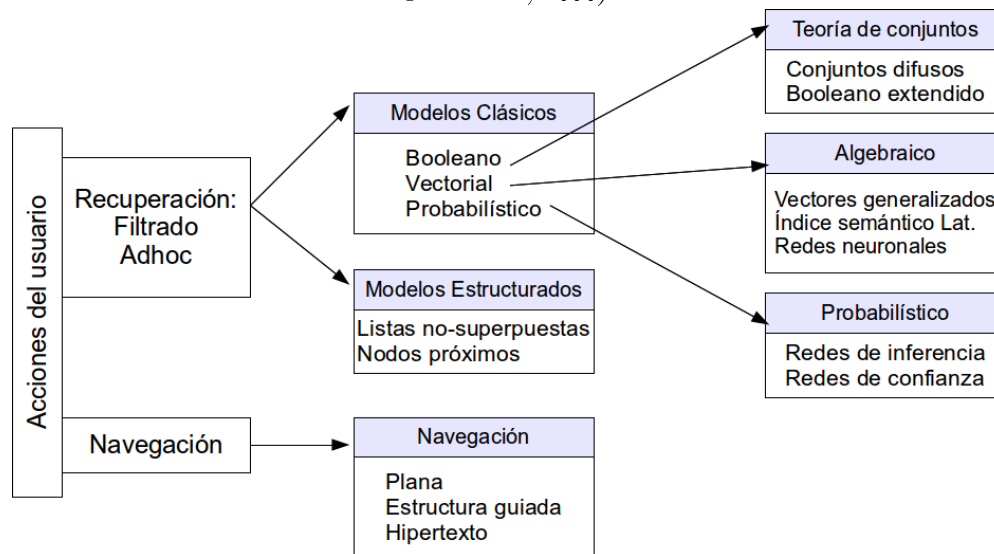 Acciones del usuario
Recuperación:
Filtrado
Adhoc
Navegación
Modelos Clásicos
Booleano
Vectorial
Probabilístico
Modelos Estructurados
Listas no-superpuestas
Nodos próximos
Navegación
Plana
Estructura guiada
Hipertexto
Teoría de conjuntos
Conjuntos difusos
Booleano extendido
Algebraico
Vectores generalizados
Índice semántico Lat.
Redes neuronales
Probabilístico
Redes de inferencia
Redes de confianza